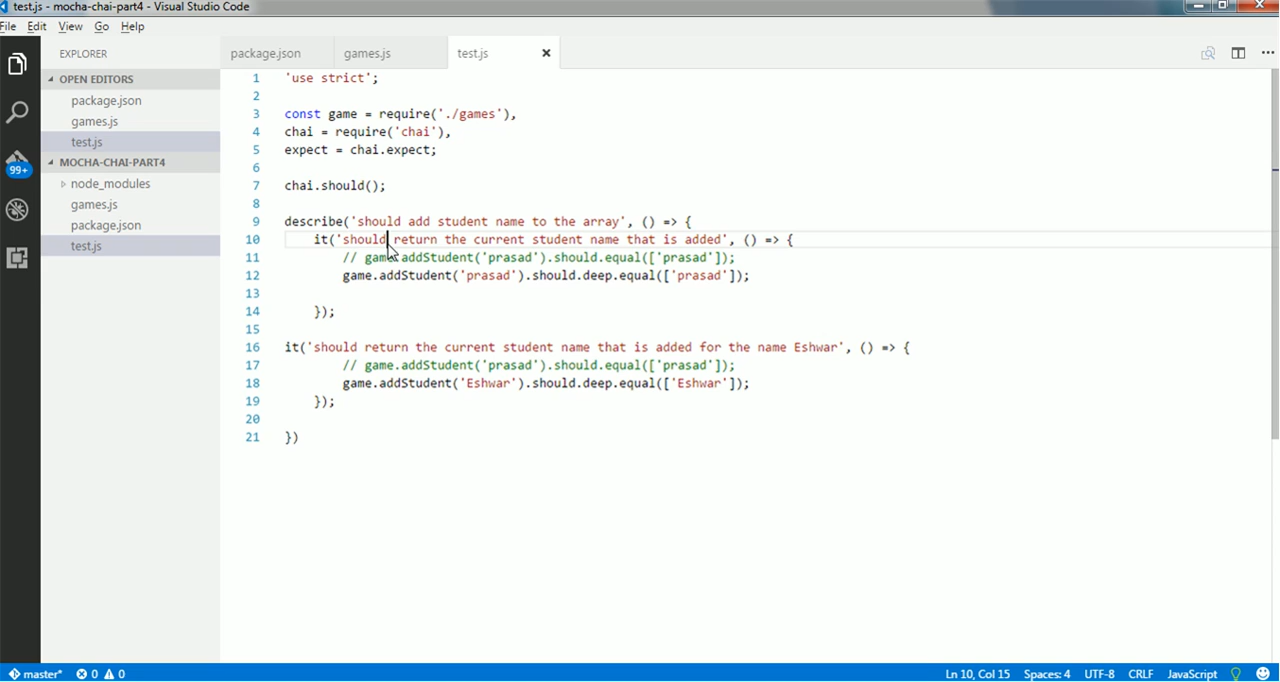 test.js - mocha-chai-part4 - Visual Studio Code
File Edit View Go Help
EXPLORER
OPEN EDITORS
package.json
games.js
test.js
MOCHA-CHAI-PART4
node_modules
games.js
package.json
test.js
99+
package.json games.js test.js
1 'use strict';
2
3 const game = require('./games'),
4 chai = require('chai'),
5 expect = chai.expect;
6
7 chai.should();
8
9 describe('should add student name to the array', () => {
10 it('should return the current student name that is added', () => {
11 // game.addStudent('prasad').should.equal(['prasad']);
12 game.addStudent('prasad').should.deep.equal(['prasad']);
13
14 });
15
16 it('should return the current student name that is added for the name Eshwar', () => {
17 // game.addStudent('prasad').should.equal(['prasad']);
18 game.addStudent('Eshwar').should.deep.equal(['Eshwar']);
19 });
20
21 })
master* 0 0 Ln 10, Col 15 Spaces: 4 UTF-8 CRLF JavaScript